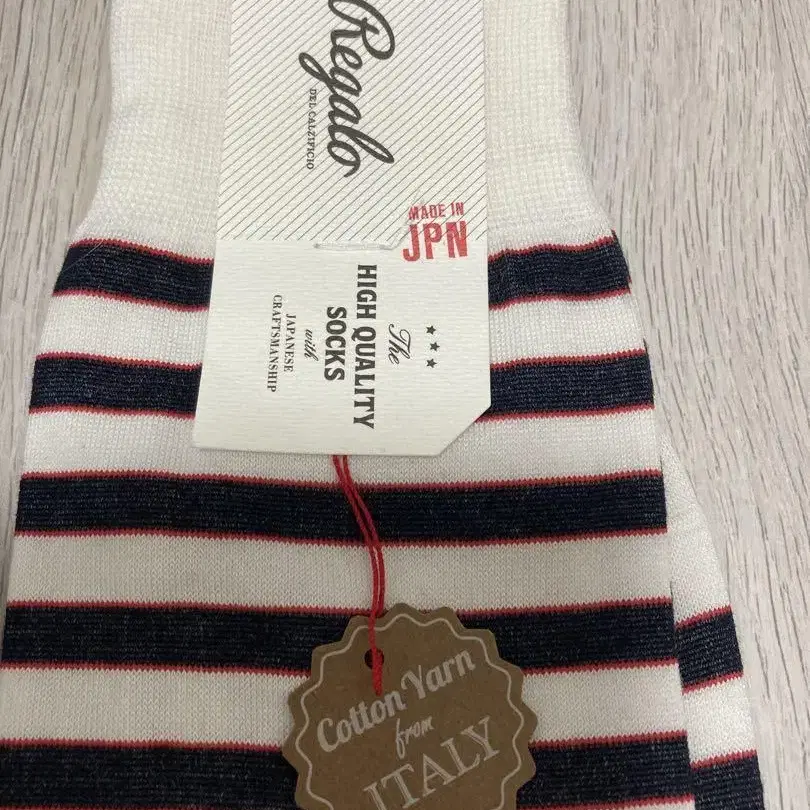 Regalo
DEL CALZIFICIO
MADE IN
JPN
The
HIGH QUALITY
SOCKS
with
JAPANESE
CRAFTSMANSHIP
Cotton Yarn
from
ITALY